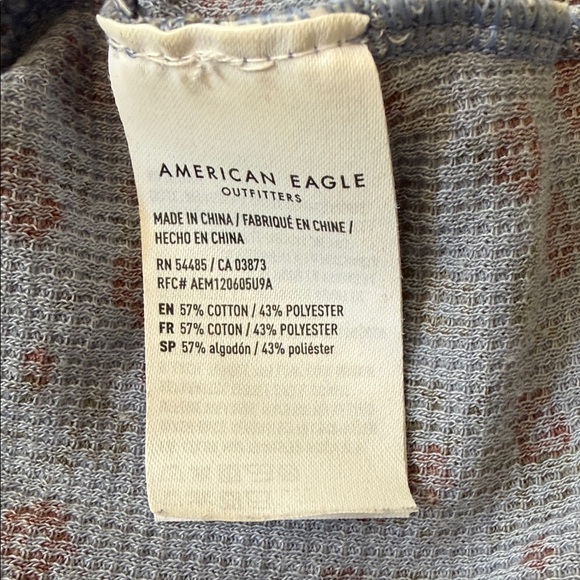 AMERICAN EAGLE
OUTFITTERS
MADE IN CHINA / FABRIQUÉ EN CHINE /
HECHO EN CHINA
RN 54485 / CA 03873
RFC# AEM120605U9A
EN 57% COTTON / 43% POLYESTER
FR 57% COTON / 43% POLYESTER
SP 57% algodón / 43% poliéster